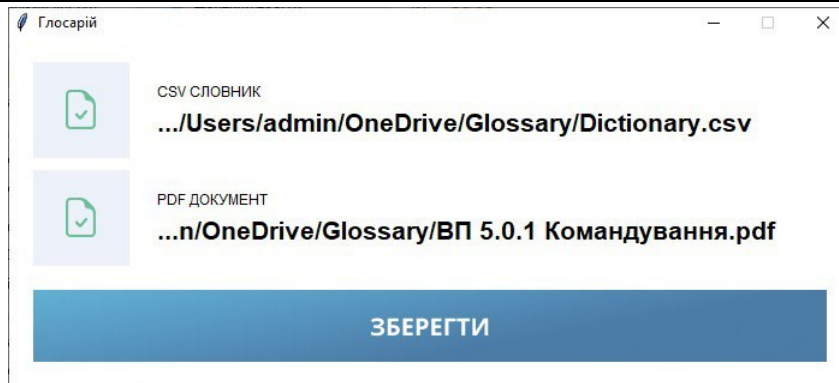 Глосарій
CSV СЛОВНИК
.../Users/admin/OneDrive/Glossary/Dictionary.csv
PDF ДОКУМЕНТ
...n/OneDrive/Glossary/ВП 5.0.1 Командування.pdf
ЗБЕРЕГТИ